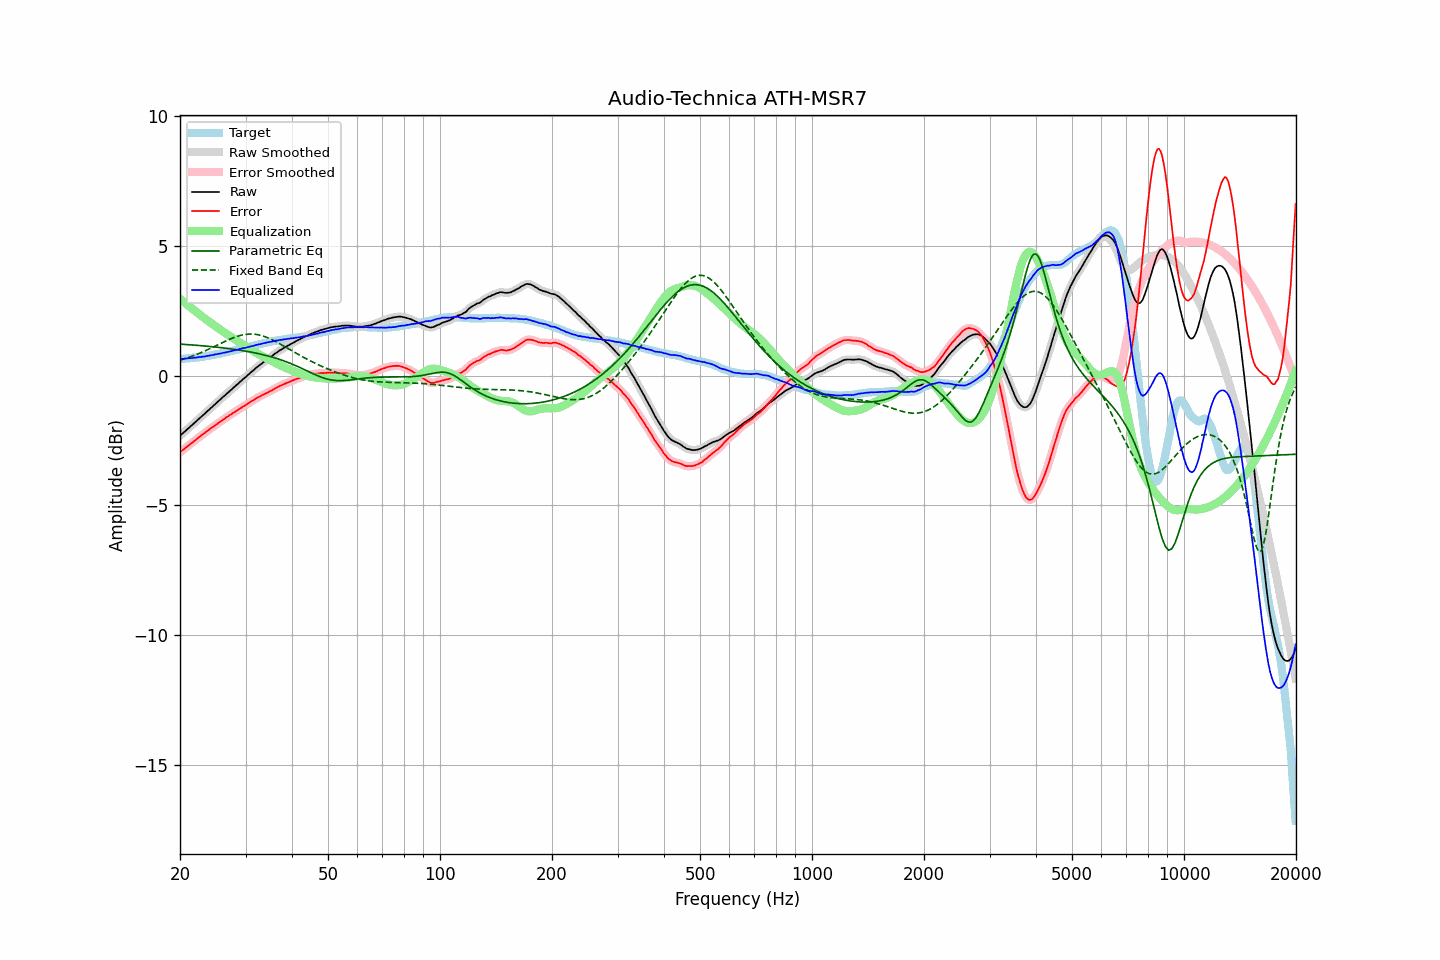 Audio-Technica ATH-MSR7
Target
Raw Smoothed
Error Smoothed
Raw
Error
Equalization
Parametric Eq
Fixed Band Eq
Equalized
10
5
0
−5
−10
−15
Amplitude (dBr)
20
50
100
200
500
1000
2000
5000
10000
20000
Frequency (Hz)